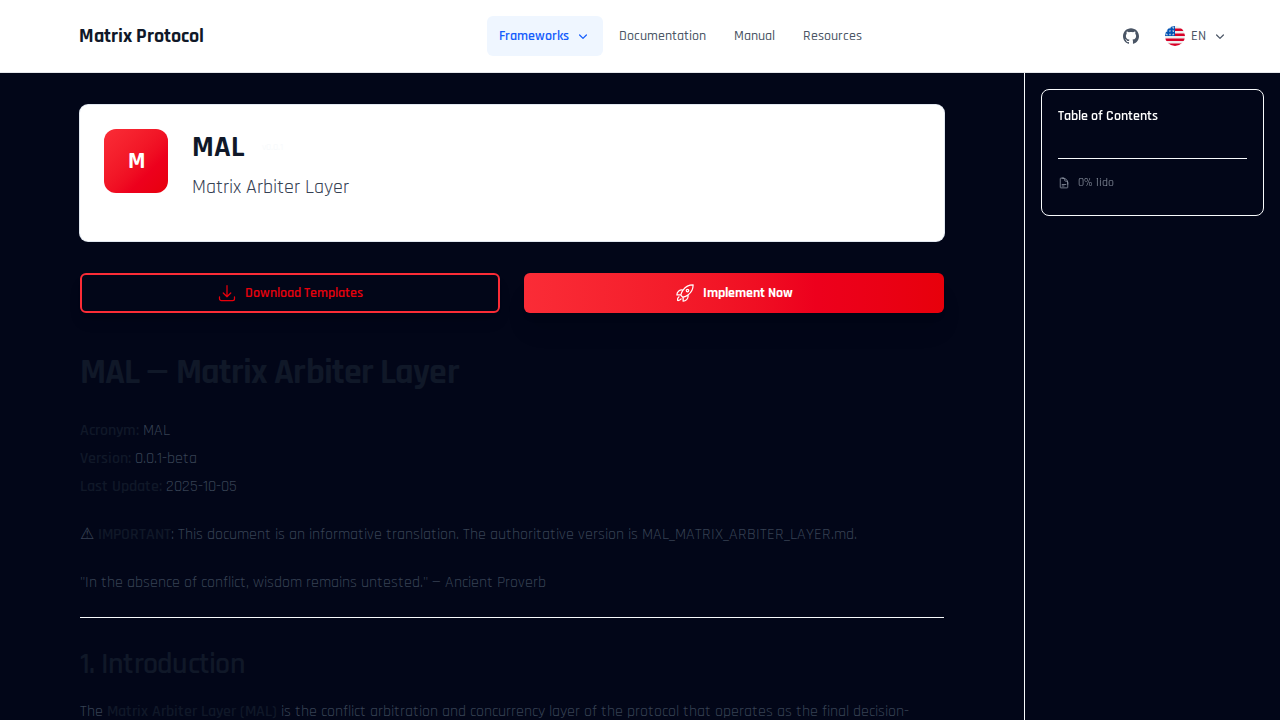 Matrix Protocol
Frameworks
Documentation
Manual
Resources
EN
M
MAL
Matrix Arbiter Layer
Download Templates
Implement Now
MAL — Matrix Arbiter Layer
Acronym: MAL
Version: 0.0.1-beta
Last Update: 2025-10-05
⚠ IMPORTANT: This document is an informative translation. The authoritative version is MAL_MATRIX_ARBITER_LAYER.md.
"In the absence of conflict, wisdom remains untested." — Ancient Proverb
1. Introduction
The Matrix Arbiter Layer (MAL) is the conflict arbitration and concurrency layer of the protocol that operates as the final decision-
Table of Contents
0% lido